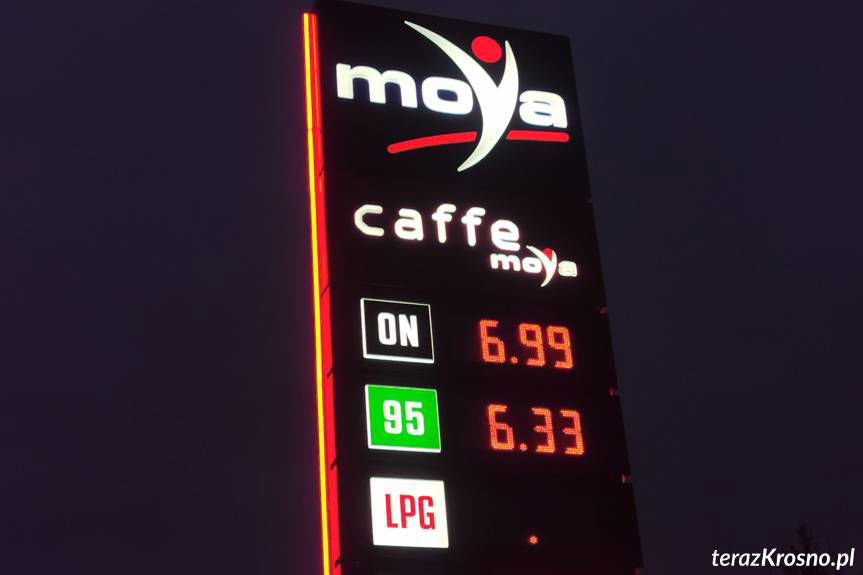 moya
caffe
moya
ON 6.99
95 6.33
LPG .
terazKrosno.pl